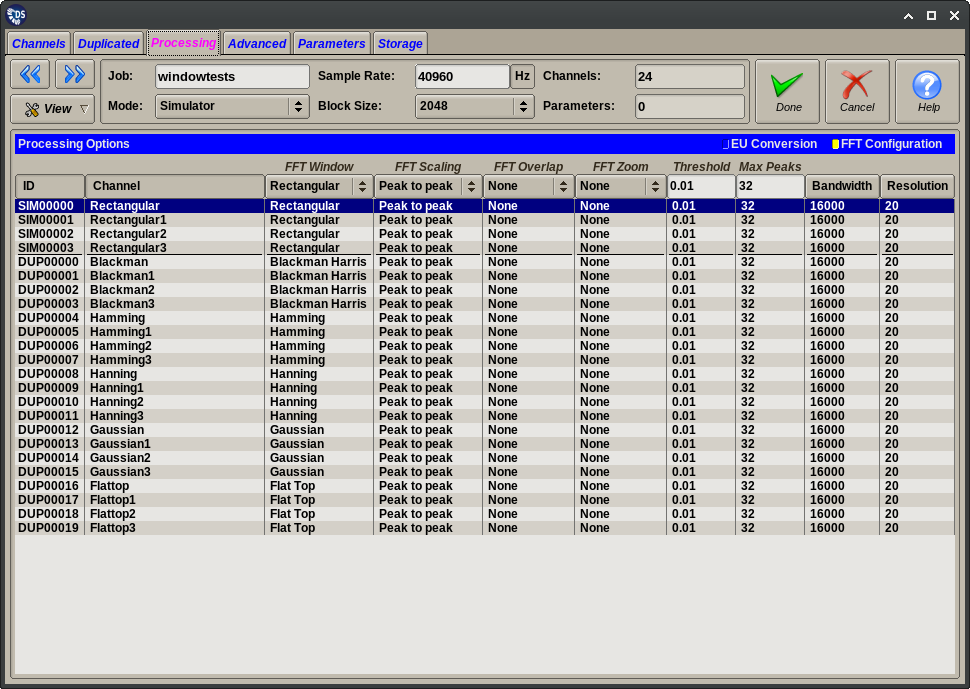 DS
Channels Duplicated Processing Advanced Parameters Storage
Job: windowtests Sample Rate: 40960 Hz Channels: 24
View Mode: Simulator Block Size: 2048 Parameters: 0
Done Cancel Help
Processing Options EU Conversion FFT Configuration
FFT Window FFT Scaling FFT Overlap FFT Zoom Threshold Max Peaks
ID Channel Rectangular Peak to peak None None 0.01 32 Bandwidth Resolution
SIM00000 Rectangular Rectangular Peak to peak None None 0.01 32 16000 20
SIM00001 Rectangular1 Rectangular Peak to peak None None 0.01 32 16000 20
SIM00002 Rectangular2 Rectangular Peak to peak None None 0.01 32 16000 20
SIM00003 Rectangular3 Rectangular Peak to peak None None 0.01 32 16000 20
DUP00000 Blackman Blackman Harris Peak to peak None None 0.01 32 16000 20
DUP00001 Blackman1 Blackman Harris Peak to peak None None 0.01 32 16000 20
DUP00002 Blackman2 Blackman Harris Peak to peak None None 0.01 32 16000 20
DUP00003 Blackman3 Blackman Harris Peak to peak None None 0.01 32 16000 20
DUP00004 Hamming Hamming Peak to peak None None 0.01 32 16000 20
DUP00005 Hamming1 Hamming Peak to peak None None 0.01 32 16000 20
DUP00006 Hamming2 Hamming Peak to peak None None 0.01 32 16000 20
DUP00007 Hamming3 Hamming Peak to peak None None 0.01 32 16000 20
DUP00008 Hanning Hanning Peak to peak None None 0.01 32 16000 20
DUP00009 Hanning1 Hanning Peak to peak None None 0.01 32 16000 20
DUP00010 Hanning2 Hanning Peak to peak None None 0.01 32 16000 20
DUP00011 Hanning3 Hanning Peak to peak None None 0.01 32 16000 20
DUP00012 Gaussian Gaussian Peak to peak None None 0.01 32 16000 20
DUP00013 Gaussian1 Gaussian Peak to peak None None 0.01 32 16000 20
DUP00014 Gaussian2 Gaussian Peak to peak None None 0.01 32 16000 20
DUP00015 Gaussian3 Gaussian Peak to peak None None 0.01 32 16000 20
DUP00016 Flattop Flat Top Peak to peak None None 0.01 32 16000 20
DUP00017 Flattop1 Flat Top Peak to peak None None 0.01 32 16000 20
DUP00018 Flattop2 Flat Top Peak to peak None None 0.01 32 16000 20
DUP00019 Flattop3 Flat Top Peak to peak None None 0.01 32 16000 20